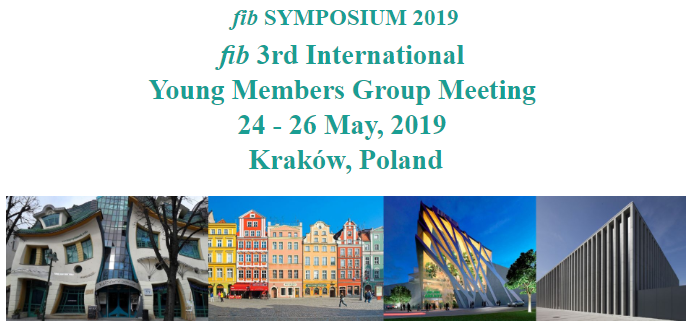 fib SYMPOSIUM 2019
fib 3rd International
Young Members Group Meeting
24 - 26 May, 2019
Kraków, Poland